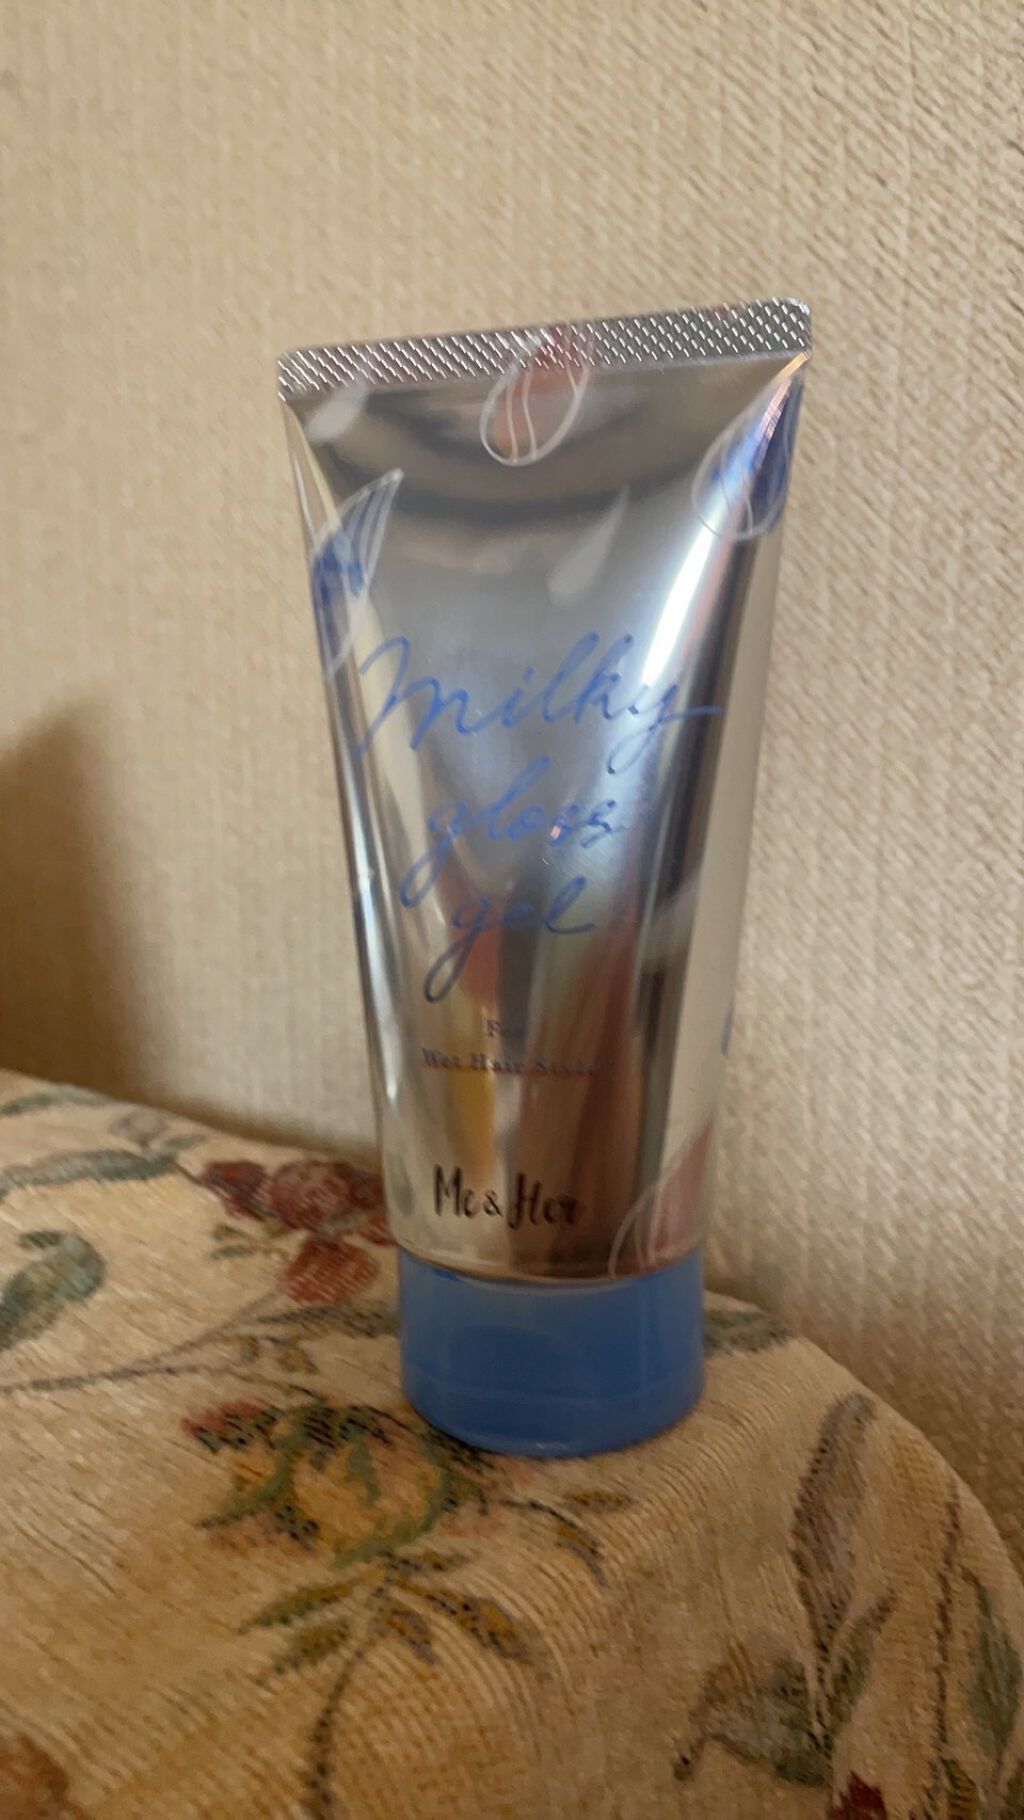 Milky
gloss
gel
For
Wet Hair Style
Me & Her